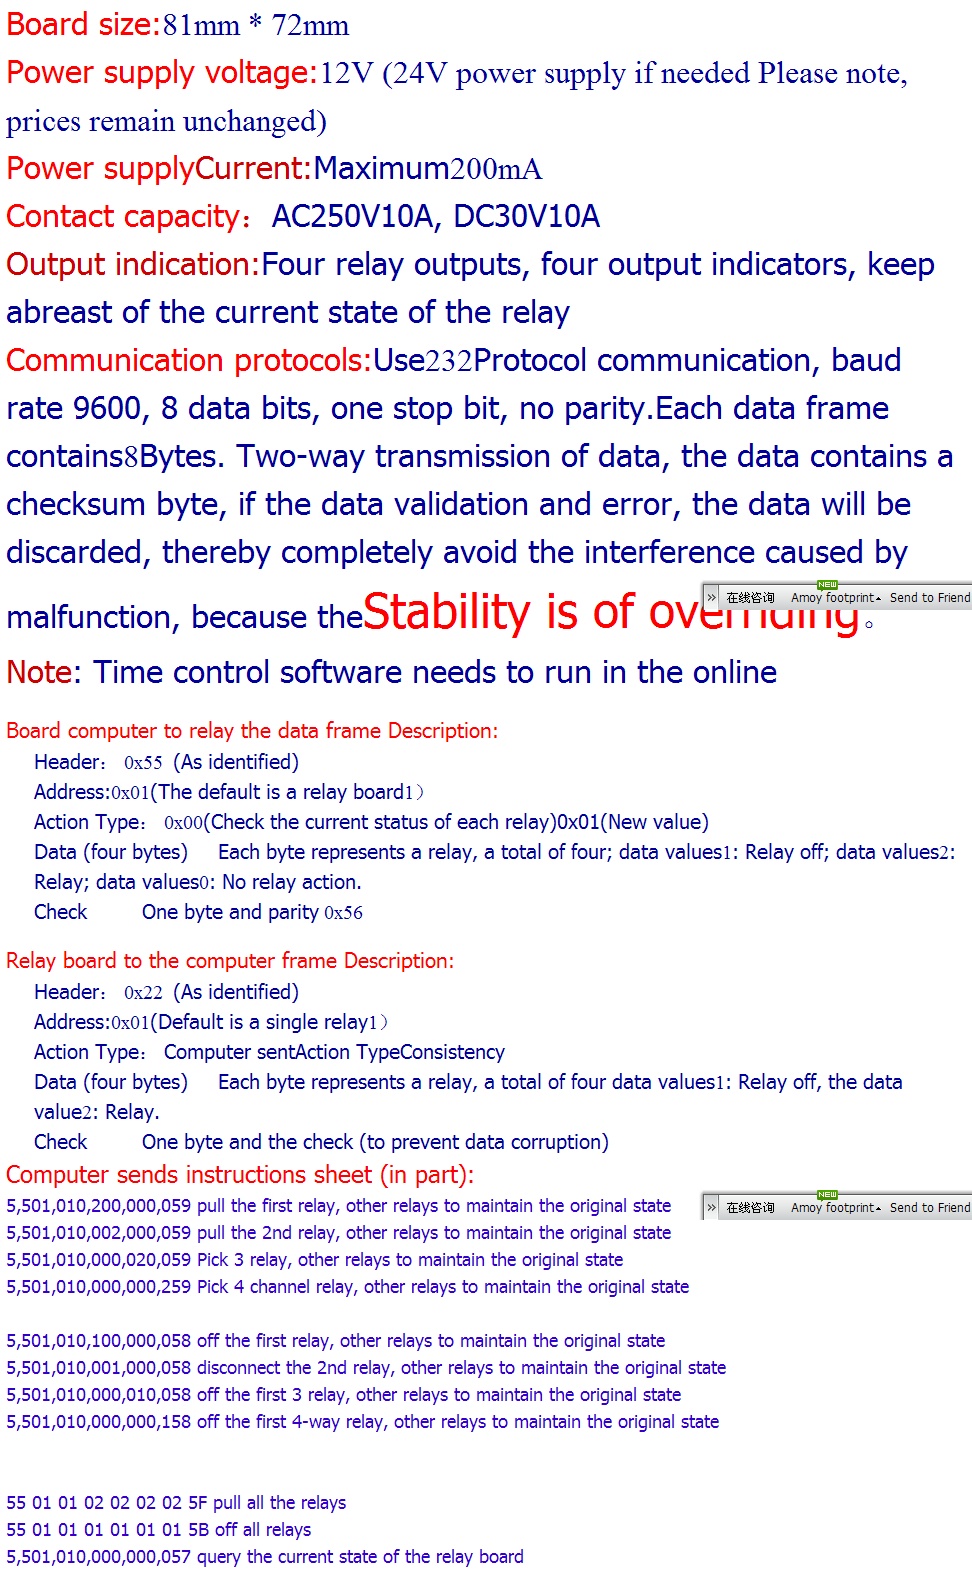 Board size:81mm * 72mm
Power supply voltage:12V (24V power supply if needed Please note,
prices remain unchanged)
Power supplyCurrent:Maximum200mA
Contact capacity：AC250V10A, DC30V10A
Output indication:Four relay outputs, four output indicators, keep
abreast of the current state of the relay
Communication protocols:Use232Protocol communication, baud
rate 9600, 8 data bits, one stop bit, no parity.Each data frame
contains8Bytes. Two-way transmission of data, the data contains a
checksum byte, if the data validation and error, the data will be
discarded, thereby completely avoid the interference caused by
» 在线咨询 Amoy footprint Send to Friend
NEW
malfunction, because theStability is of overriding。
Note: Time control software needs to run in the online
Board computer to relay the data frame Description:
Header： 0x55 (As identified)
Address:0x01(The default is a relay board1）
Action Type： 0x00(Check the current status of each relay)0x01(New value)
Data (four bytes) Each byte represents a relay, a total of four; data values1: Relay off; data values2:
Relay; data values0: No relay action.
Check One byte and parity 0x56
Relay board to the computer frame Description:
Header： 0x22 (As identified)
Address:0x01(Default is a single relay1）
Action Type： Computer sentAction TypeConsistency
Data (four bytes) Each byte represents a relay, a total of four data values1: Relay off, the data
value2: Relay.
Check One byte and the check (to prevent data corruption)
Computer sends instructions sheet (in part):
5,501,010,200,000,059 pull the first relay, other relays to maintain the original state
NEW
» 在线咨询 Amoy footprint Send to Friend
5,501,010,002,000,059 pull the 2nd relay, other relays to maintain the original state
5,501,010,000,020,059 Pick 3 relay, other relays to maintain the original state
5,501,010,000,000,259 Pick 4 channel relay, other relays to maintain the original state
5,501,010,100,000,058 off the first relay, other relays to maintain the original state
5,501,010,001,000,058 disconnect the 2nd relay, other relays to maintain the original state
5,501,010,000,010,058 off the first 3 relay, other relays to maintain the original state
5,501,010,000,000,158 off the first 4-way relay, other relays to maintain the original state
55 01 01 02 02 02 02 5F pull all the relays
55 01 01 01 01 01 01 5B off all relays
5,501,010,000,000,057 query the current state of the relay board